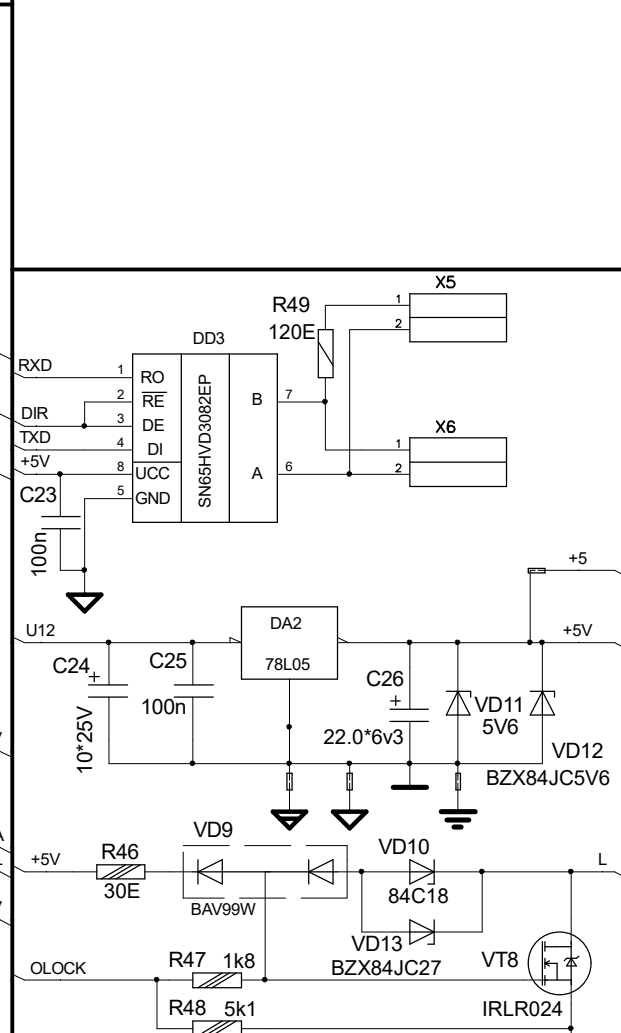 X5
R49
120E
1
2
DD3
RXD
1
RO
SN65HVD3082EP
2
RE
B
7
DIR
3
DE
TXD
4
DI
X6
1
2
+5V
8
UCC
A
6
C23
5
GND
100n
+5
U12
DA2
78L05
+5V
C24
+
10*25V
C25
100n
C26
+
22.0*6v3
VD11
5V6
VD12
BZX84JC5V6
VD9
VD10
+5V
R46
30E
BAV99W
84C18
L
VD13
BZX84JC27
VT8
IRLR024
OLOCK
R47
1k8
R48
5k1